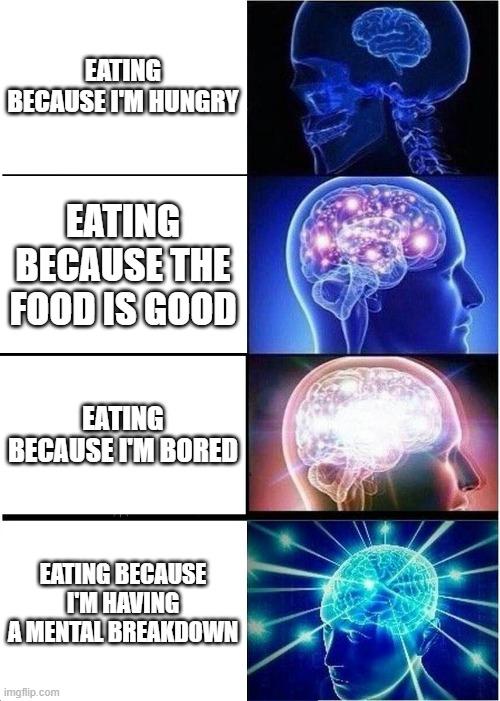 EATING
BECAUSE I'M HUNGRY
EATING
BECAUSE THE
FOOD IS GOOD
EATING
BECAUSE I'M BORED
EATING BECAUSE
I'M HAVING
A MENTAL BREAKDOWN
imgflip.com